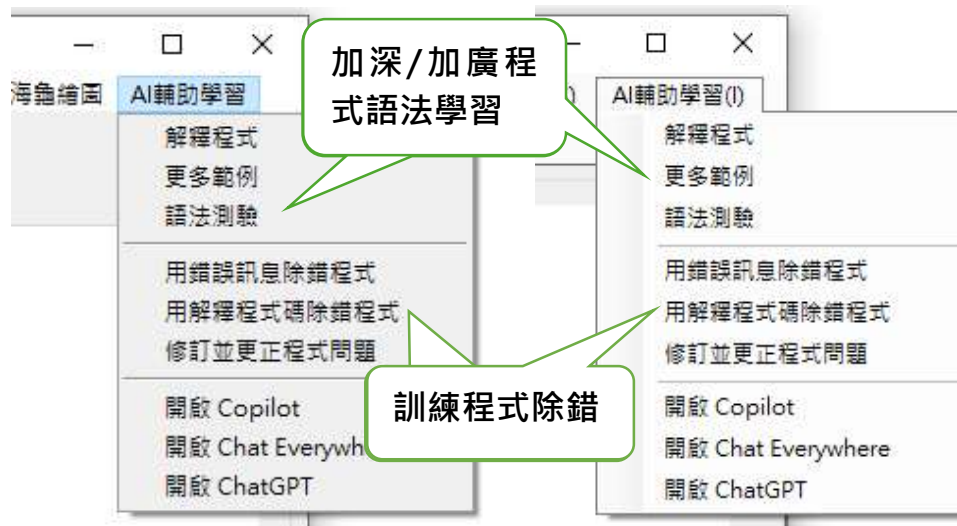 海龜繪圖 AI輔助學習
解釋程式
更多範例
語法測驗
用錯誤訊息除錯程式
用解釋程式碼除錯程式
修訂並更正程式問題
開啟 Copilot
開啟 Chat Everywh
開啟 ChatGPT
加深/加廣程
式語法學習
訓練程式除錯
) AI輔助學習(I)
解釋程式
更多範例
語法測驗
用錯誤訊息除錯程式
用解釋程式碼除錯程式
修訂並更正程式問題
開啟 Copilot
開啟 Chat Everywhere
開啟 ChatGPT